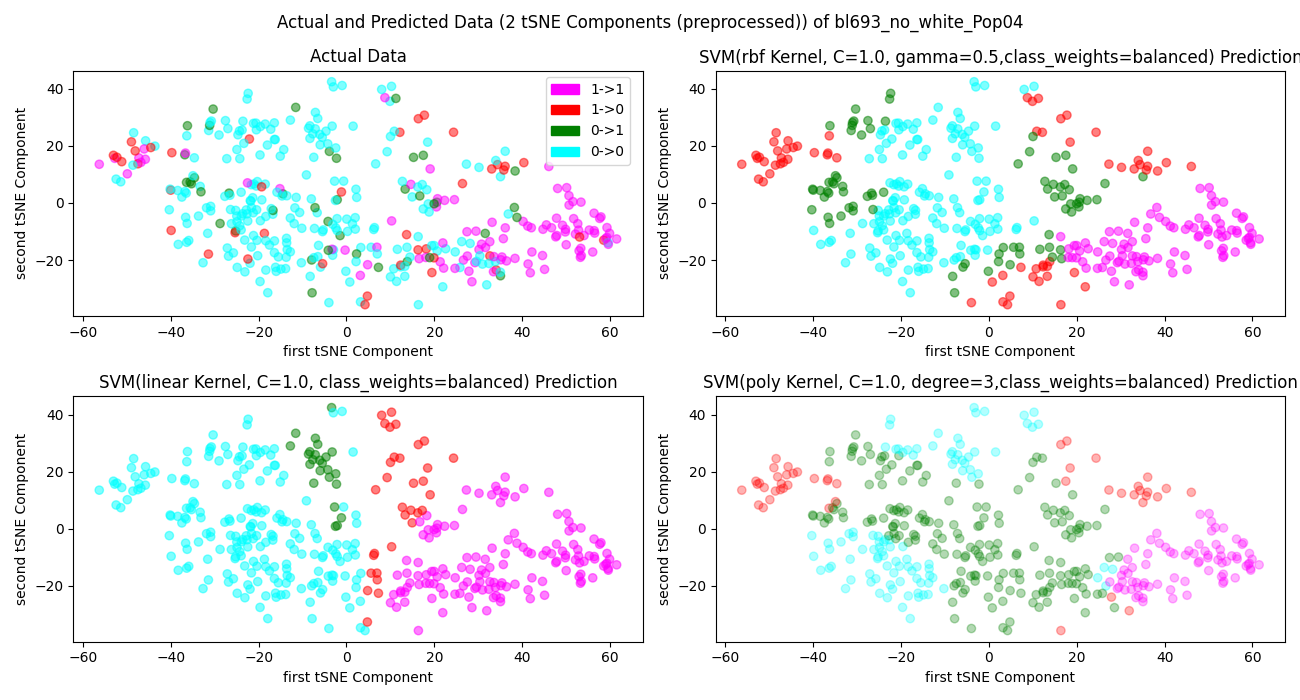 Actual and Predicted Data (2 tSNE Components (preprocessed)) of bl693_no_white_Pop04
Actual Data
second tSNE Component
40
20
0
−20
−60 −40 −20 0 20 40 60
first tSNE Component
1->1
1->0
0->1
0->0
SVM(rbf Kernel, C=1.0, gamma=0.5,class_weights=balanced) Prediction
second tSNE Component
40
20
0
−20
−60 −40 −20 0 20 40 60
first tSNE Component
SVM(linear Kernel, C=1.0, class_weights=balanced) Prediction
second tSNE Component
40
20
0
−20
−60 −40 −20 0 20 40 60
first tSNE Component
SVM(poly Kernel, C=1.0, degree=3,class_weights=balanced) Prediction
second tSNE Component
40
20
0
−20
−60 −40 −20 0 20 40 60
first tSNE Component